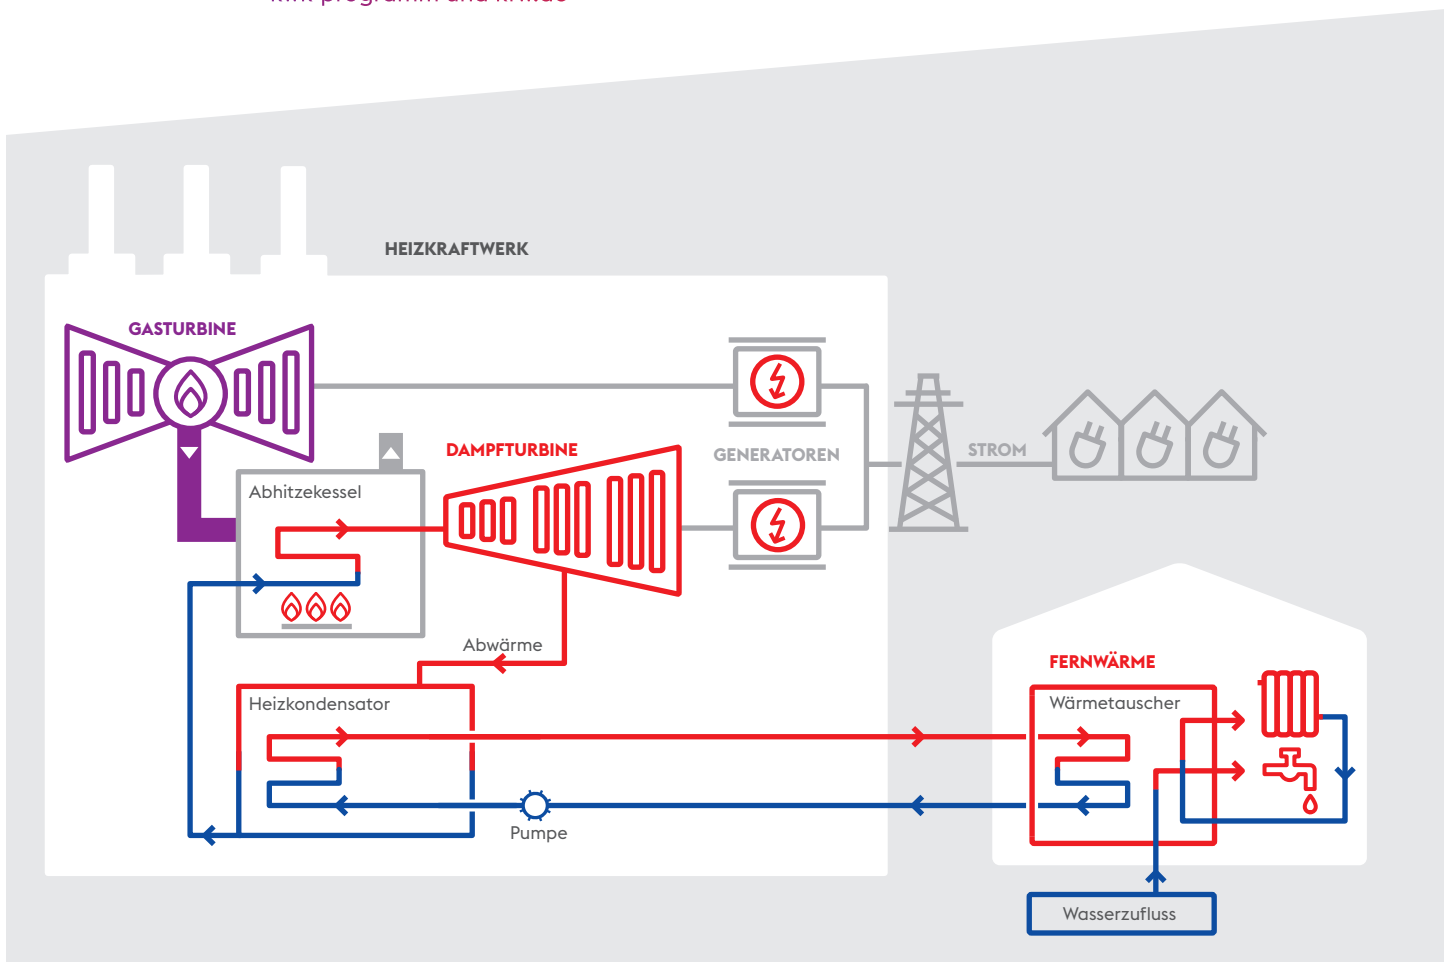 HEIZKRAFTWERK
GASTURBINE
DAMPFTURBINE
GENERATOREN
STROM
Abhitzekessel
Abwärme
FERNWÄRME
Heizkondensator
Wärmetauscher
Pumpe
Wasserzufluss